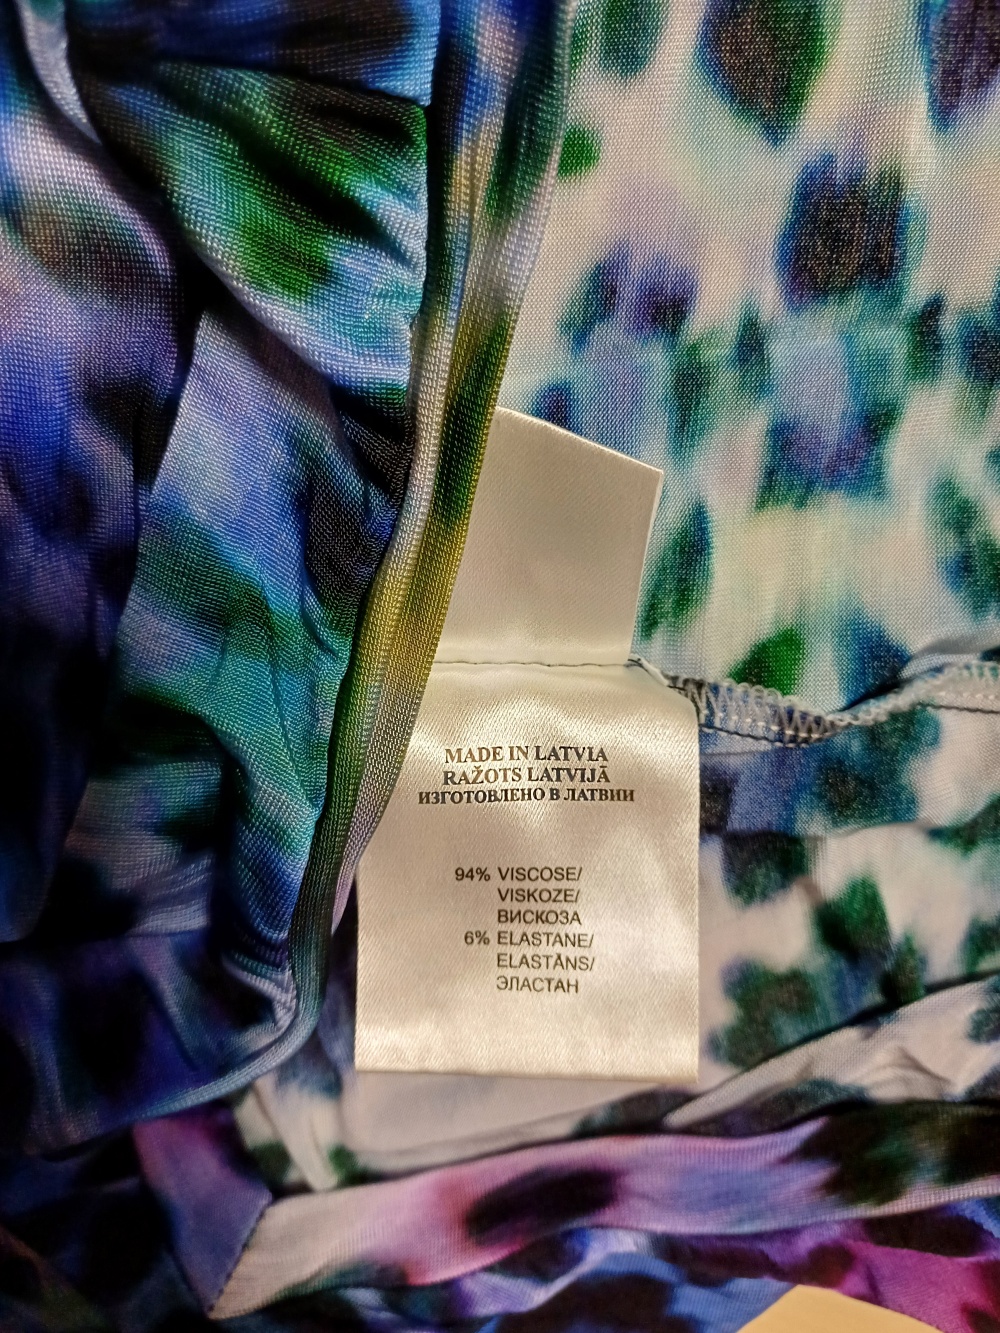 MADE IN LATVIA
RAŽOTS LATVIJĀ
ИЗГОТОВЛЕНО В ЛАТВИИ
94% VISCOSE/
VISKOZE/
ВИСКОЗА
6% ELASTANE/
ELASTĀNS/
ЭЛАСТАН